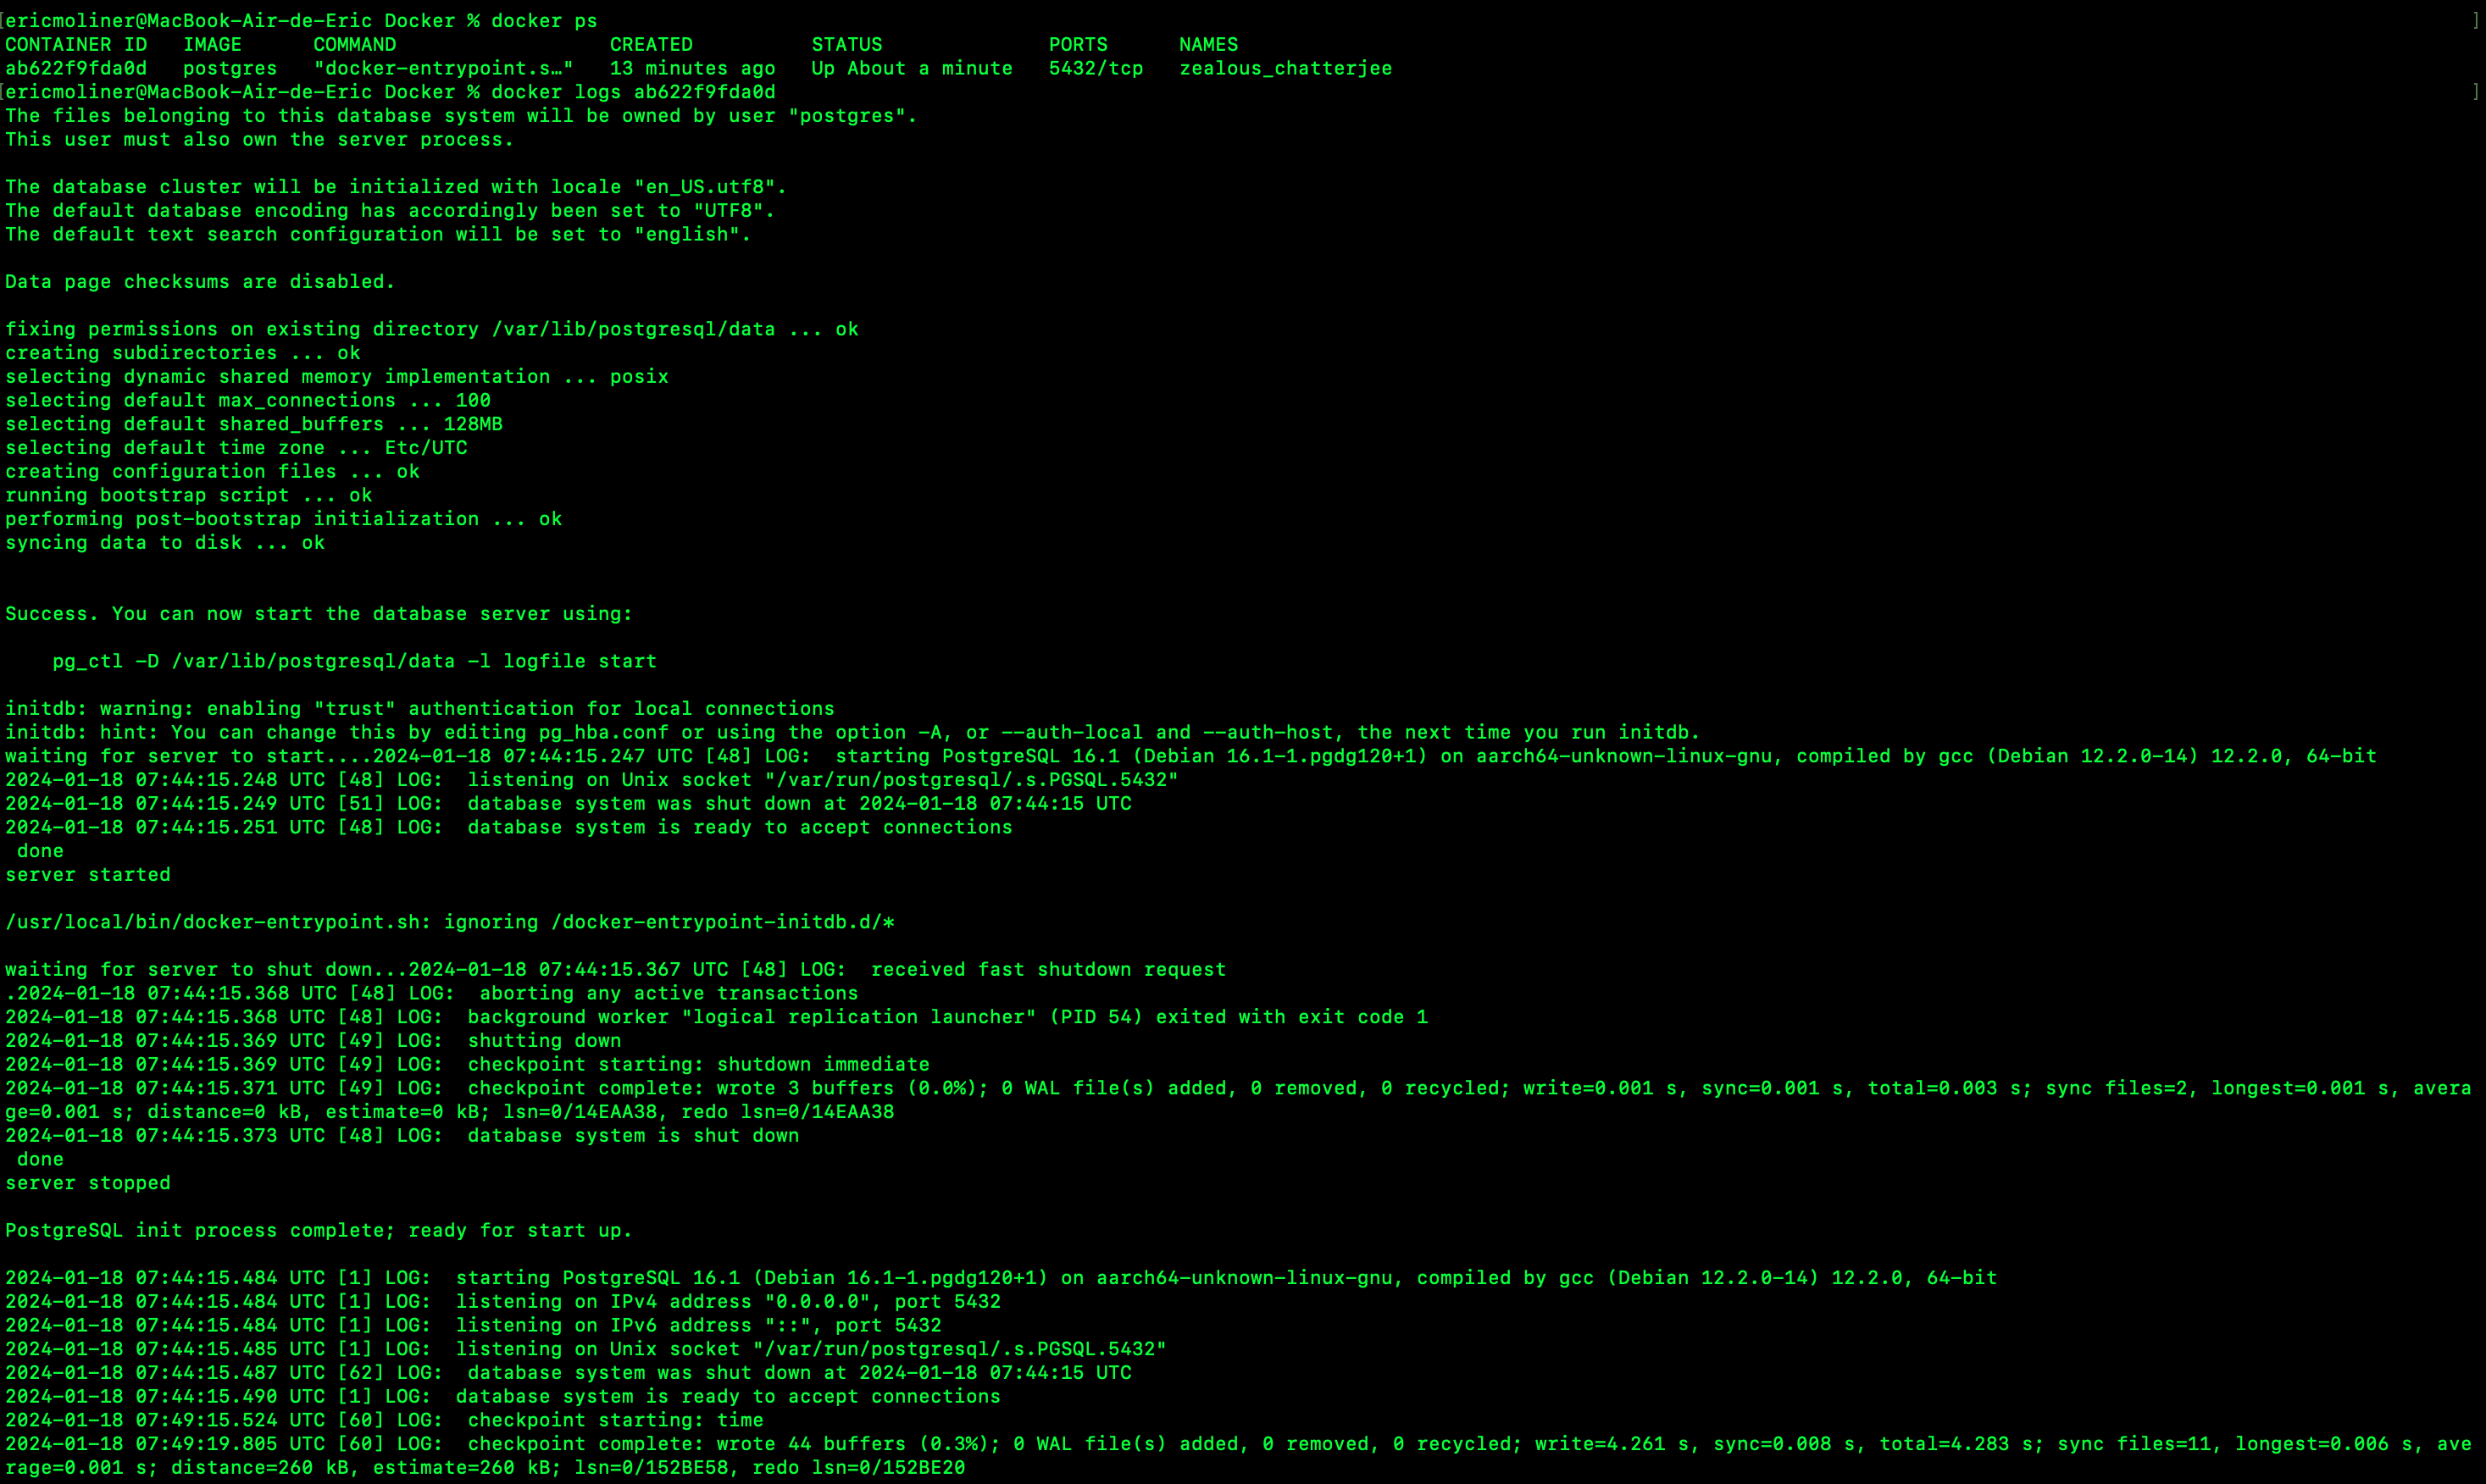 [ericmoliner@MacBook-Air-de-Eric Docker % docker ps ]
CONTAINER ID   IMAGE      COMMAND                  CREATED          STATUS              PORTS      NAMES
ab622f9fda0d   postgres   "docker-entrypoint.s…"   13 minutes ago   Up About a minute   5432/tcp   zealous_chatterjee
[ericmoliner@MacBook-Air-de-Eric Docker % docker logs ab622f9fda0d ]
The files belonging to this database system will be owned by user "postgres".
This user must also own the server process.

The database cluster will be initialized with locale "en_US.utf8".
The default database encoding has accordingly been set to "UTF8".
The default text search configuration will be set to "english".

Data page checksums are disabled.

fixing permissions on existing directory /var/lib/postgresql/data ... ok
creating subdirectories ... ok
selecting dynamic shared memory implementation ... posix
selecting default max_connections ... 100
selecting default shared_buffers ... 128MB
selecting default time zone ... Etc/UTC
creating configuration files ... ok
running bootstrap script ... ok
performing post-bootstrap initialization ... ok
syncing data to disk ... ok


Success. You can now start the database server using:

    pg_ctl -D /var/lib/postgresql/data -l logfile start

initdb: warning: enabling "trust" authentication for local connections
initdb: hint: You can change this by editing pg_hba.conf or using the option -A, or --auth-local and --auth-host, the next time you run initdb.
waiting for server to start....2024-01-18 07:44:15.247 UTC [48] LOG:  starting PostgreSQL 16.1 (Debian 16.1-1.pgdg120+1) on aarch64-unknown-linux-gnu, compiled by gcc (Debian 12.2.0-14) 12.2.0, 64-bit
2024-01-18 07:44:15.248 UTC [48] LOG:  listening on Unix socket "/var/run/postgresql/.s.PGSQL.5432"
2024-01-18 07:44:15.249 UTC [51] LOG:  database system was shut down at 2024-01-18 07:44:15 UTC
2024-01-18 07:44:15.251 UTC [48] LOG:  database system is ready to accept connections
 done
server started

/usr/local/bin/docker-entrypoint.sh: ignoring /docker-entrypoint-initdb.d/*

waiting for server to shut down...2024-01-18 07:44:15.367 UTC [48] LOG:  received fast shutdown request
.2024-01-18 07:44:15.368 UTC [48] LOG:  aborting any active transactions
2024-01-18 07:44:15.368 UTC [48] LOG:  background worker "logical replication launcher" (PID 54) exited with exit code 1
2024-01-18 07:44:15.369 UTC [49] LOG:  shutting down
2024-01-18 07:44:15.369 UTC [49] LOG:  checkpoint starting: shutdown immediate
2024-01-18 07:44:15.371 UTC [49] LOG:  checkpoint complete: wrote 3 buffers (0.0%); 0 WAL file(s) added, 0 removed, 0 recycled; write=0.001 s, sync=0.001 s, total=0.003 s; sync files=2, longest=0.001 s, avera
ge=0.001 s; distance=0 kB, estimate=0 kB; lsn=0/14EAA38, redo lsn=0/14EAA38
2024-01-18 07:44:15.373 UTC [48] LOG:  database system is shut down
 done
server stopped

PostgreSQL init process complete; ready for start up.

2024-01-18 07:44:15.484 UTC [1] LOG:  starting PostgreSQL 16.1 (Debian 16.1-1.pgdg120+1) on aarch64-unknown-linux-gnu, compiled by gcc (Debian 12.2.0-14) 12.2.0, 64-bit
2024-01-18 07:44:15.484 UTC [1] LOG:  listening on IPv4 address "0.0.0.0", port 5432
2024-01-18 07:44:15.484 UTC [1] LOG:  listening on IPv6 address "::", port 5432
2024-01-18 07:44:15.485 UTC [1] LOG:  listening on Unix socket "/var/run/postgresql/.s.PGSQL.5432"
2024-01-18 07:44:15.487 UTC [62] LOG:  database system was shut down at 2024-01-18 07:44:15 UTC
2024-01-18 07:44:15.490 UTC [1] LOG:  database system is ready to accept connections
2024-01-18 07:49:15.524 UTC [60] LOG:  checkpoint starting: time
2024-01-18 07:49:19.805 UTC [60] LOG:  checkpoint complete: wrote 44 buffers (0.3%); 0 WAL file(s) added, 0 removed, 0 recycled; write=4.261 s, sync=0.008 s, total=4.283 s; sync files=11, longest=0.006 s, ave
rage=0.001 s; distance=260 kB, estimate=260 kB; lsn=0/152BE58, redo lsn=0/152BE20